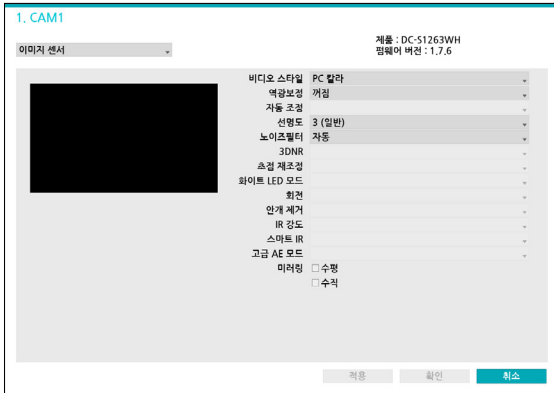 1. CAM1
이미지 센서
제품 : DC-S1263WH
펌웨어 버전 : 1.7.6
비디오 스타일 PC 칼라
역광보정 꺼짐
자동 조정
선명도 3 (일반)
노이즈필터 자동
3DNR
초점 재조정
화이트 LED 모드
회전
안개 제거
IR 강도
스마트 IR
고급 AE 모드
미러링 수평
수직
적용 확인 취소